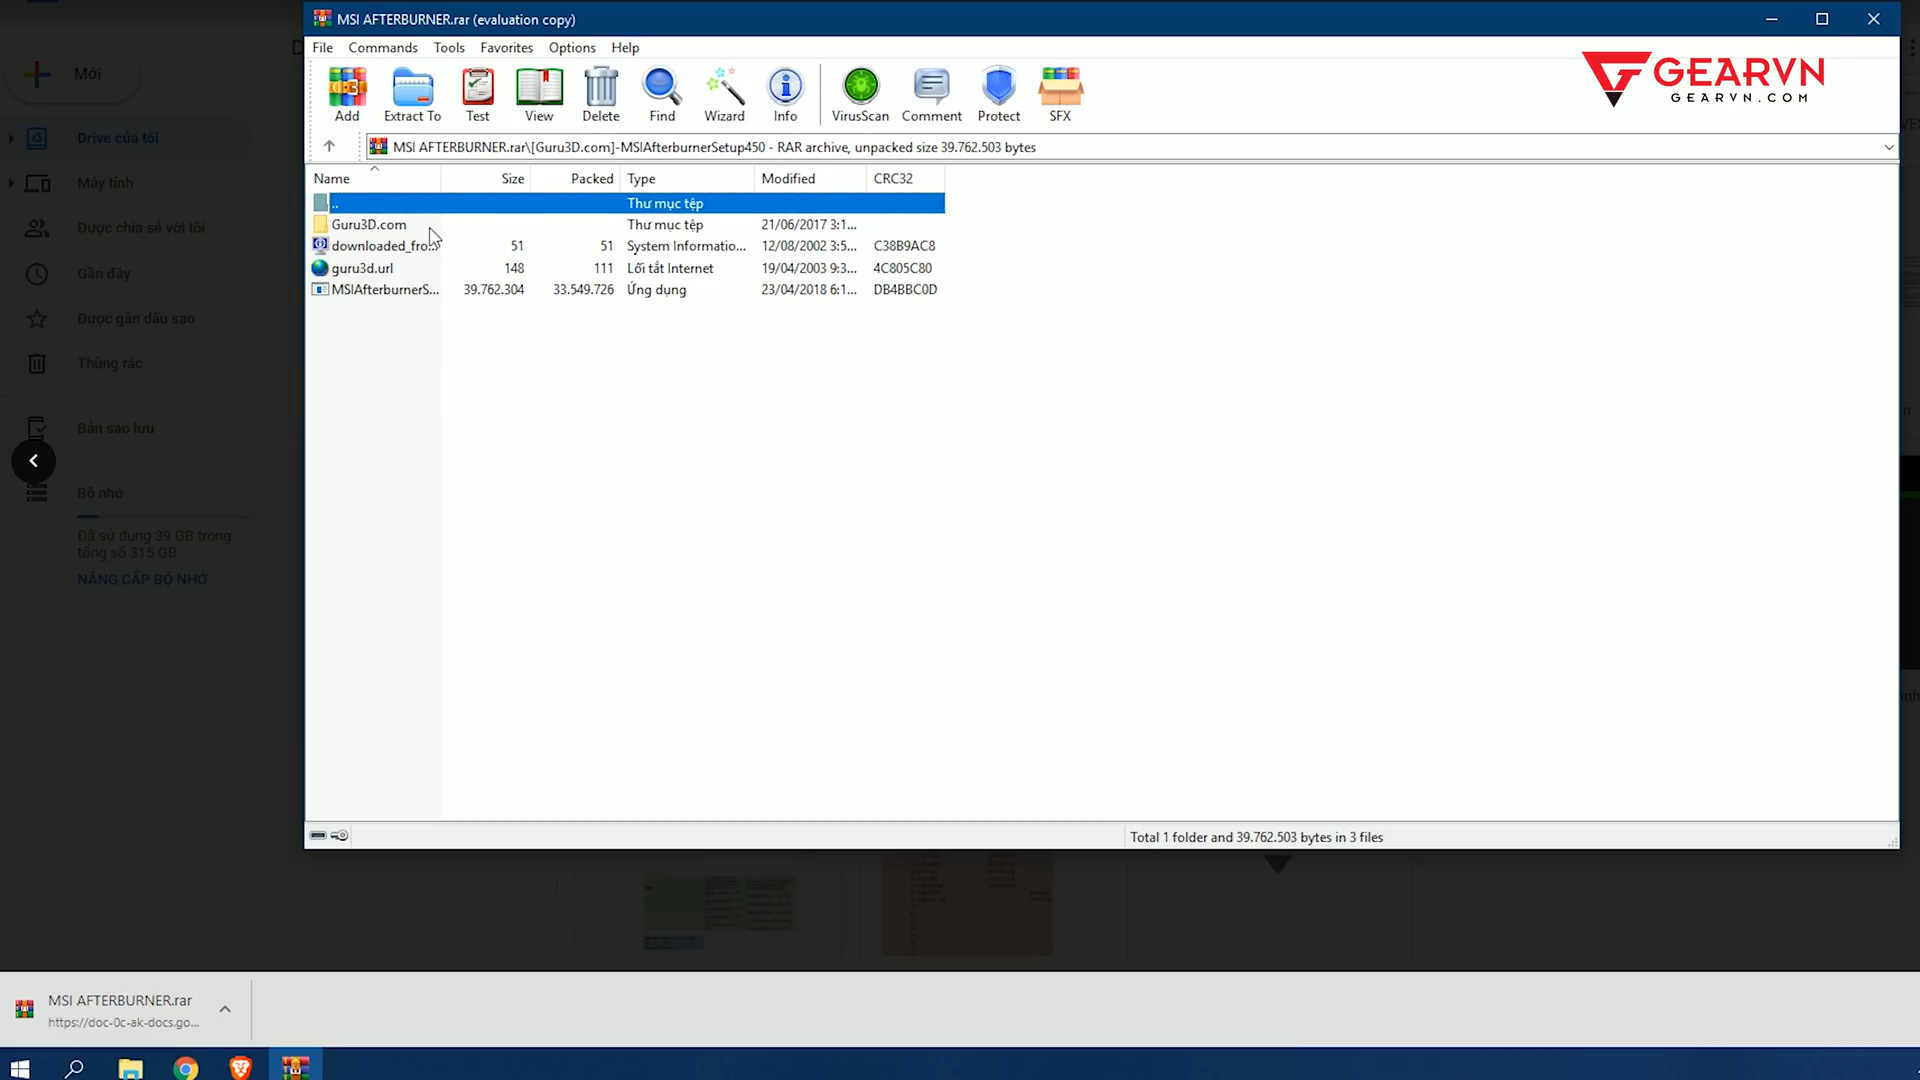 MSI AFTERBURNER.rar (evaluation copy)
File Commands Tools Favorites Options Help
GEARVN
GEARVN.COM
Add Extract To Test View Delete Find Wizard Info VirusScan Comment Protect SFX
MSI AFTERBURNER.rar\[Guru3D.com]-MSIAfterburnerSetup450 - RAR archive, unpacked size 39.762.503 bytes
Name Size Packed Type Modified CRC32
.. Thư mục tệp
Guru3D.com Thư mục tệp 21/06/2017 3:1...
downloaded_fro... 51 51 System Informatio... 12/08/2002 3:5... C38B9AC8
guru3d.url 148 111 Lối tắt Internet 19/04/2003 9:3... 4C805C80
MSIAfterburnerS... 39.762.304 33.549.726 Ứng dụng 23/04/2018 6:1... DB4BBC0D
Total 1 folder and 39.762.503 bytes in 3 files
Mới
Drive của tôi
Máy tính
Được chia sẻ với tôi
Gần đây
Được gắn dấu sao
Thùng rác
Bản sao lưu
Bộ nhớ
Đã sử dụng 39 GB trong
tổng số 315 GB
NÂNG CẤP BỘ NHỚ
MSI AFTERBURNER.rar
https://doc-0c-ak-docs.go...